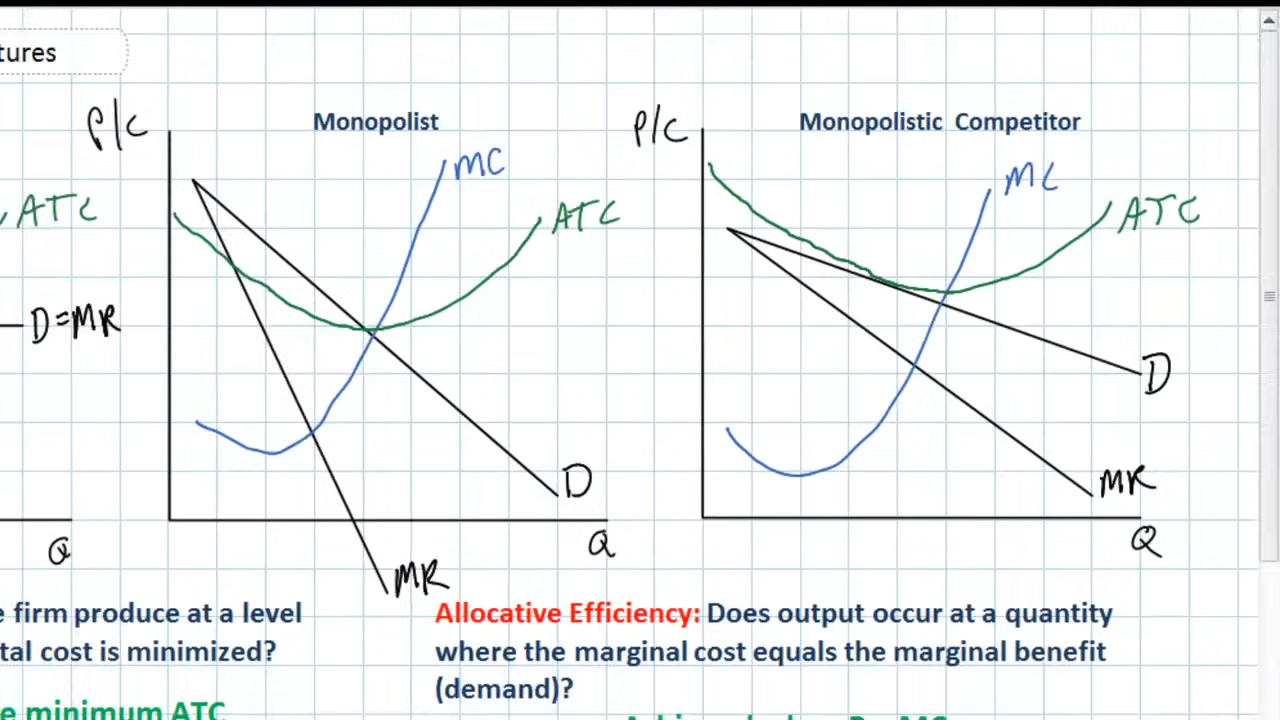 tures
P/C
Monopolist
P/C
Monopolistic Competitor
MC
MC
ATC
ATC
ATC
D=MR
D
D
MR
Q
Q
Q
MR
e firm produce at a level
tal cost is minimized?
e minimum ATC
Allocative Efficiency: Does output occur at a quantity
where the marginal cost equals the marginal benefit
(demand)?